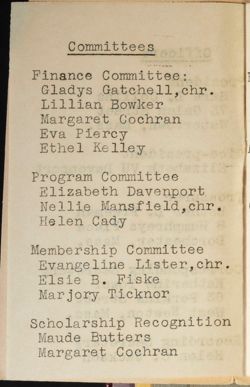 Committees
Finance Committee:
Gladys Gatchell,chr.
Lillian Bowker
Margaret Cochran
Eva Piercy
Ethel Kelley
Program Committee
Elizabeth Davenport
Nellie Mansfield,chr.
Helen Cady
Membership Committee
Evangeline Lister,chr.
Elsie B. Fiske
Marjory Ticknor
Scholarship Recognition
Maude Butters
Margaret Cochran